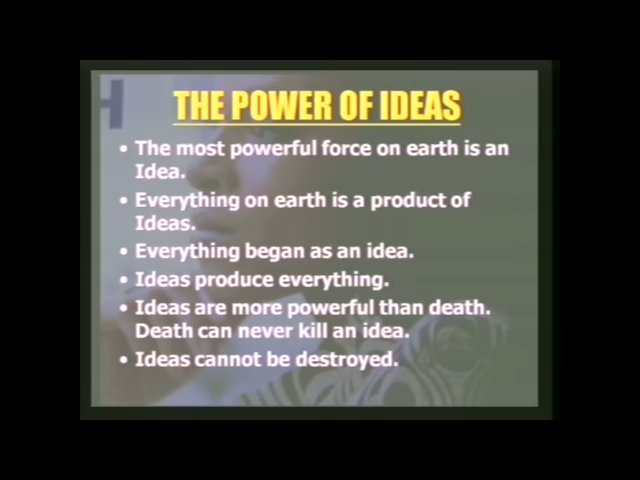 H
THE POWER OF IDEAS
• The most powerful force on earth is an
Idea.
• Everything on earth is a product of
Ideas.
• Everything began as an idea.
• Ideas produce everything.
• Ideas are more powerful than death.
Death can never kill an idea.
• Ideas cannot be destroyed.